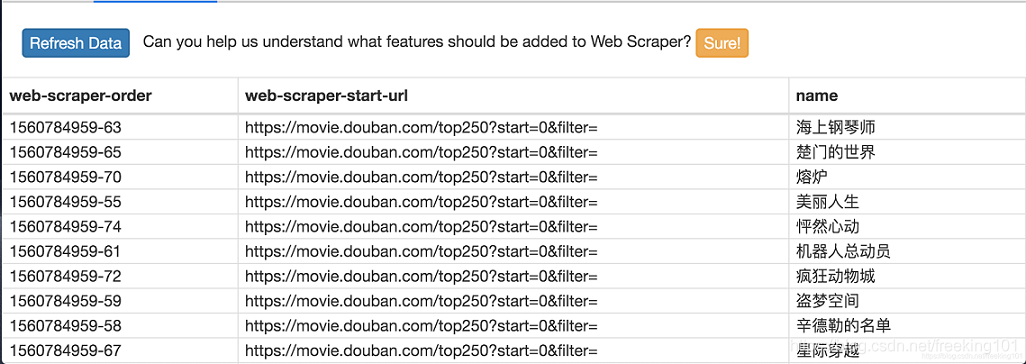 Refresh Data Can you help us understand what features should be added to Web Scraper? Sure!
web-scraper-order web-scraper-start-url name
1560784959-63 https://movie.douban.com/top250?start=0&filter= 海上钢琴师
1560784959-65 https://movie.douban.com/top250?start=0&filter= 楚门的世界
1560784959-70 https://movie.douban.com/top250?start=0&filter= 熔炉
1560784959-55 https://movie.douban.com/top250?start=0&filter= 美丽人生
1560784959-74 https://movie.douban.com/top250?start=0&filter= 怦然心动
1560784959-61 https://movie.douban.com/top250?start=0&filter= 机器人总动员
1560784959-72 https://movie.douban.com/top250?start=0&filter= 疯狂动物城
1560784959-59 https://movie.douban.com/top250?start=0&filter= 盗梦空间
1560784959-58 https://movie.douban.com/top250?start=0&filter= 辛德勒的名单
1560784959-67 https://movie.douban.com/top250?start=0&filter= 星际穿越